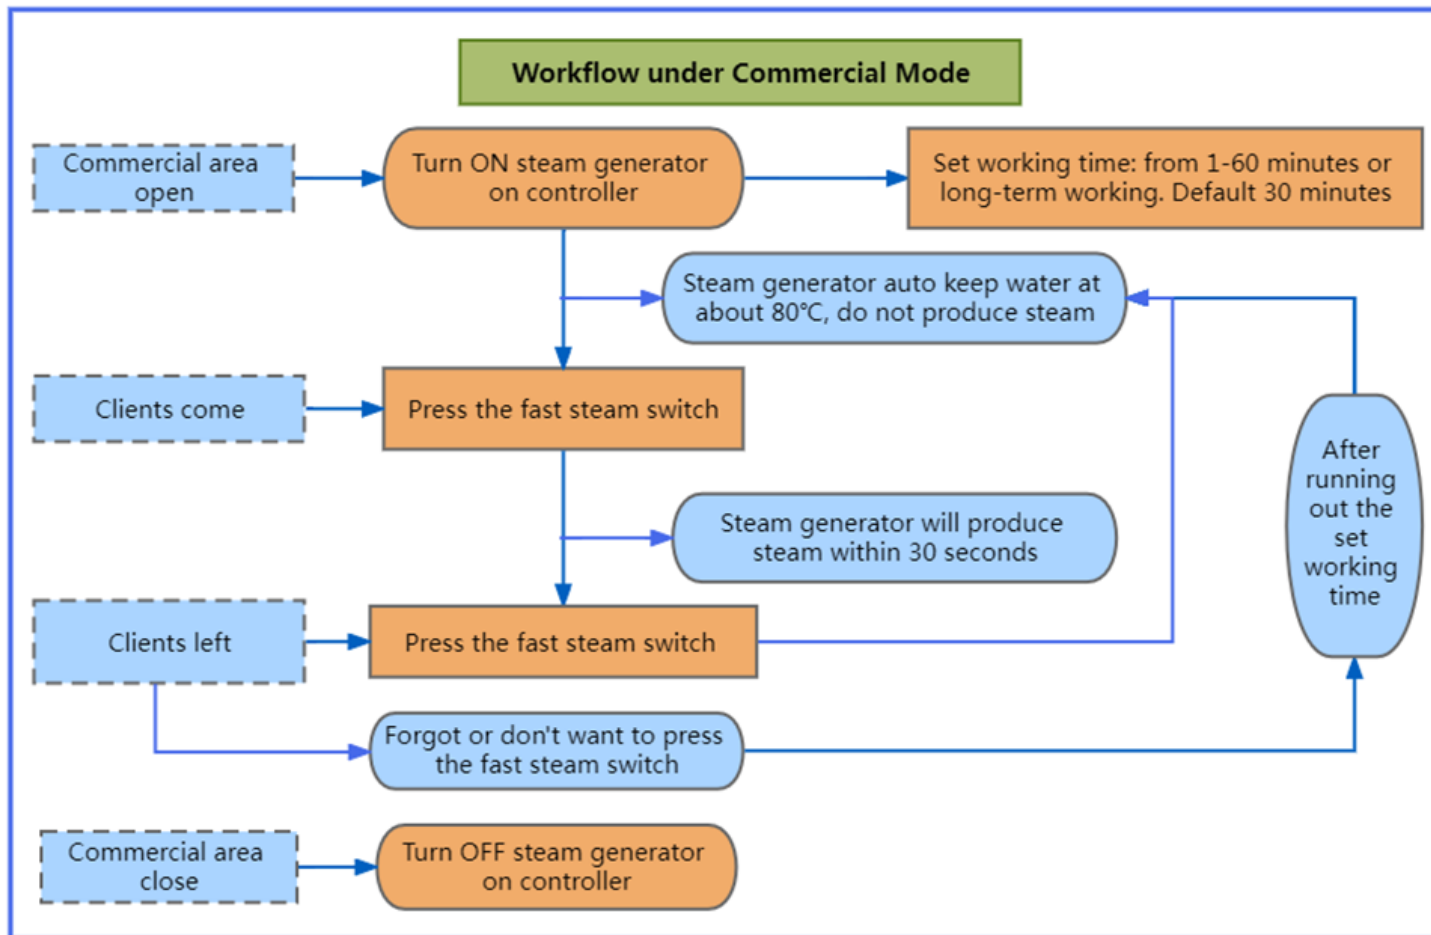 Workflow under Commercial Mode
Commercial area
open
Turn ON steam generator
on controller
Set working time: from 1-60 minutes or
long-term working. Default 30 minutes
Steam generator auto keep water at
about 80℃, do not produce steam
Clients come
Press the fast steam switch
After
running
out the
set
working
time
Steam generator will produce
steam within 30 seconds
Clients left
Press the fast steam switch
Forgot or don't want to press
the fast steam switch
Commercial area
close
Turn OFF steam generator
on controller